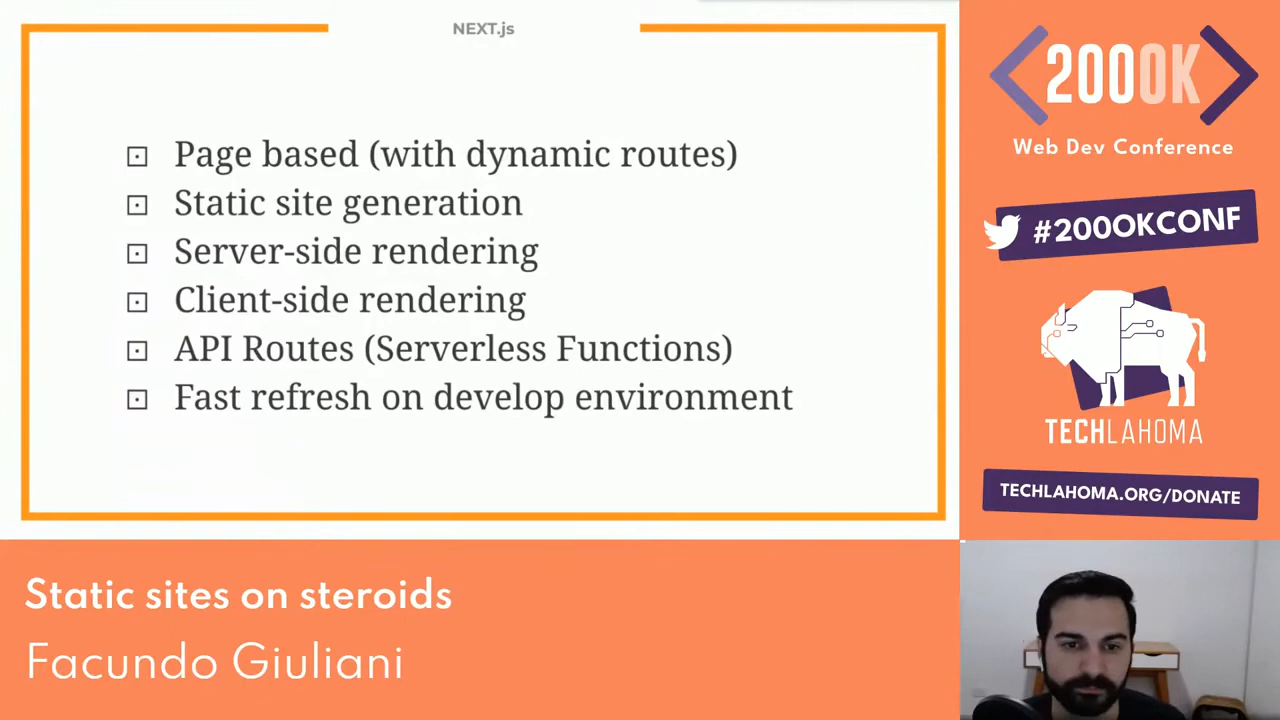 NEXT.js
Page based (with dynamic routes)
Static site generation
Server-side rendering
Client-side rendering
API Routes (Serverless Functions)
Fast refresh on develop environment
200OK
Web Dev Conference
#200OKCONF
TECHLAHOMA
TECHLAHOMA.ORG/DONATE
Static sites on steroids
Facundo Giuliani